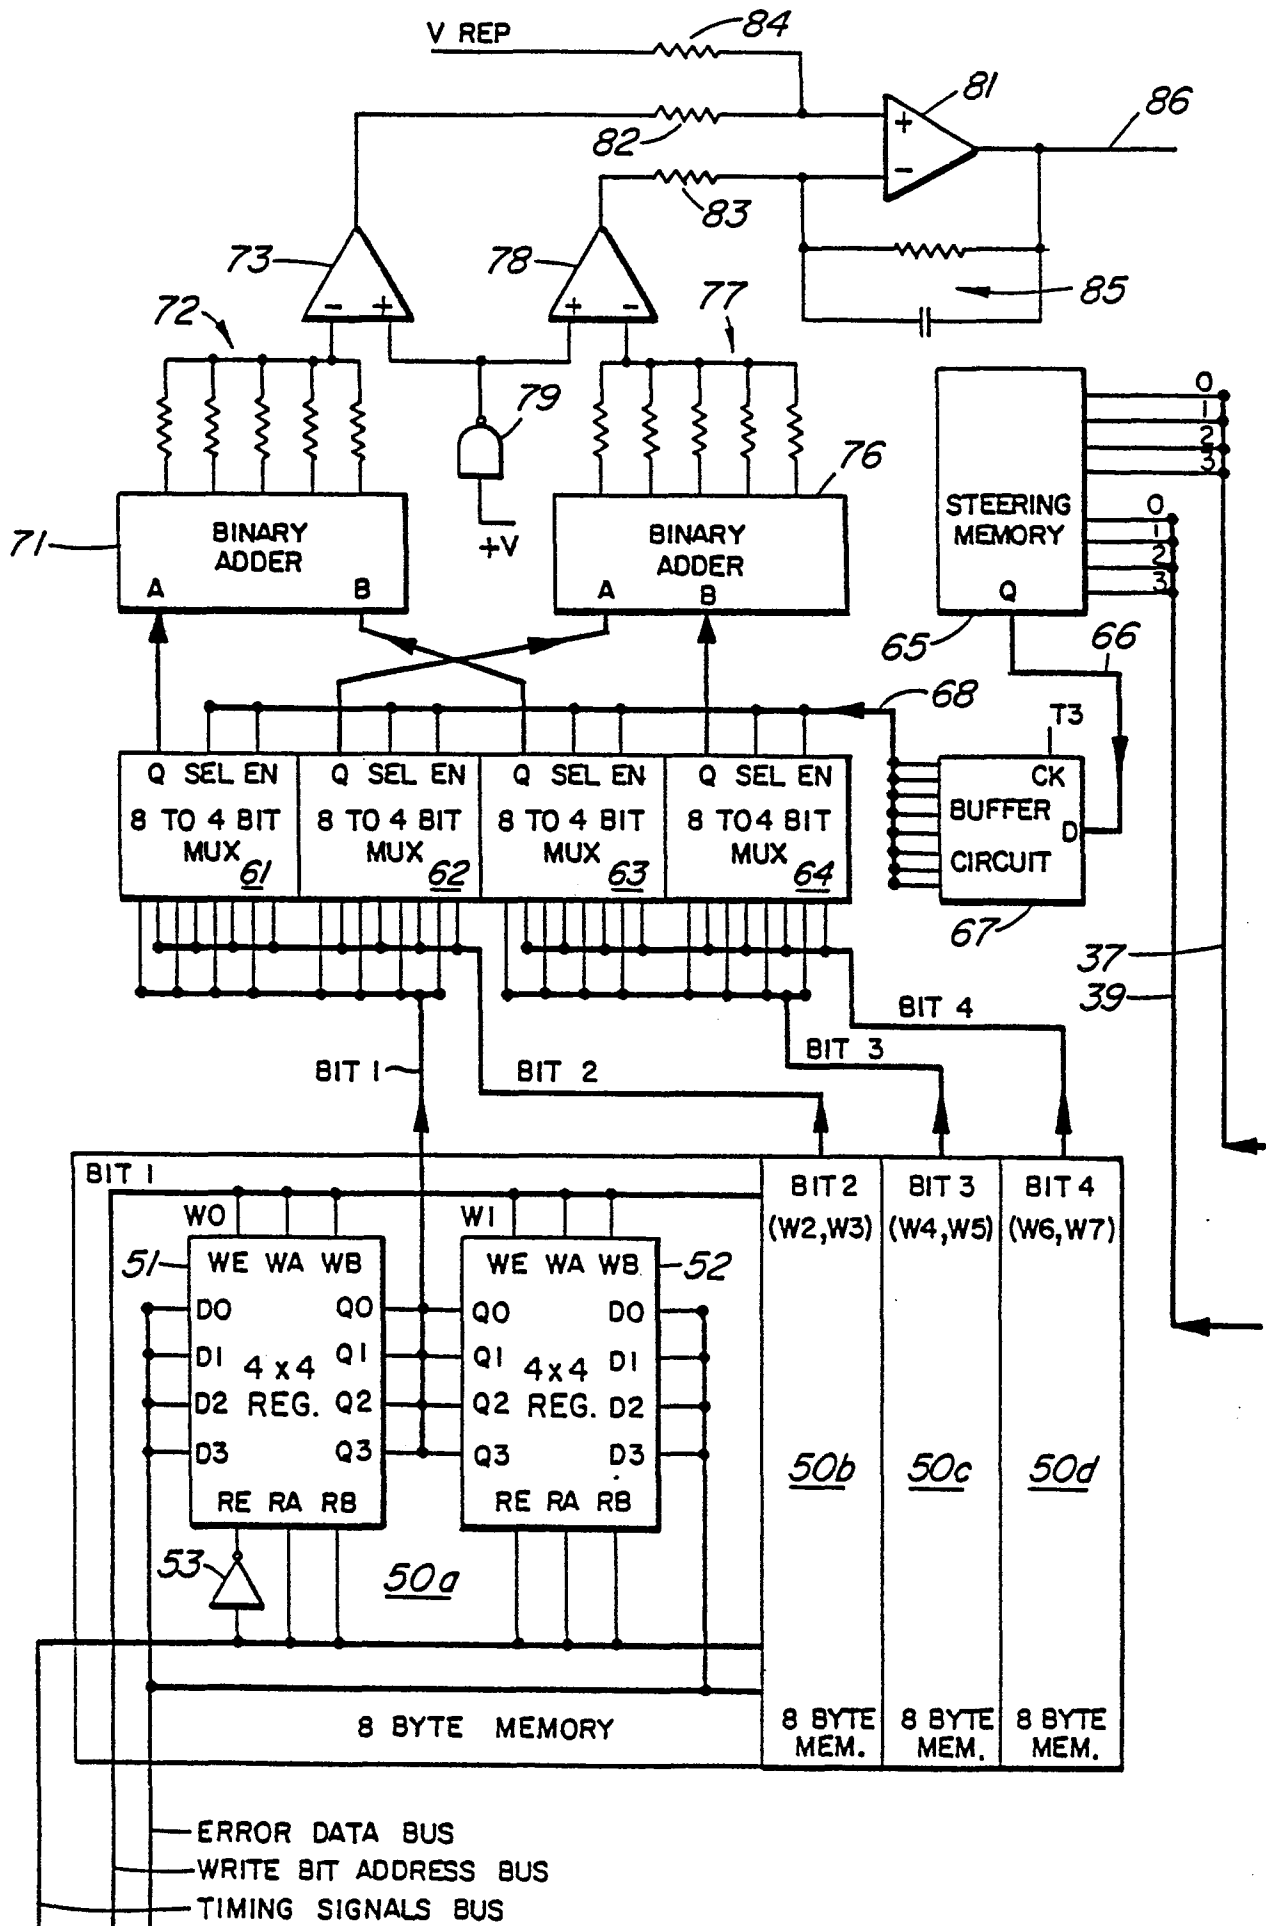 84
V REP
81
86
+
82
-
83
73
78
- +
+ -
72
77
85
79
0
1
2
3
76
STEERING
MEMORY
0
1
2
3
Q
71
BINARY
ADDER
A B
+V
BINARY
ADDER
A B
65
66
68
T3
Q SEL EN
8 TO 4 BIT
MUX 61
Q SEL EN
8 TO 4 BIT
MUX 62
Q SEL EN
8 TO 4 BIT
MUX 63
Q SEL EN
8 TO 4 BIT
MUX 64
CK
BUFFER
D
CIRCUIT
67
37
39
BIT 4
BIT 3
BIT 1
BIT 2
BIT 1
W0
W1
51
WE WA WB
D0 Q0
D1 Q1
4 x 4
REG.
D2 Q2
D3 Q3
RE RA RB
52
WE WA WB
Q0 D0
Q1 D1
4 x 4
REG.
Q2 D2
Q3 D3
RE RA RB
53
50a
8 BYTE MEMORY
BIT 2
(W2,W3)
50b
8 BYTE
MEM.
BIT 3
(W4,W5)
50c
8 BYTE
MEM.
BIT 4
(W6,W7)
50d
8 BYTE
MEM.
ERROR DATA BUS
WRITE BIT ADDRESS BUS
TIMING SIGNALS BUS